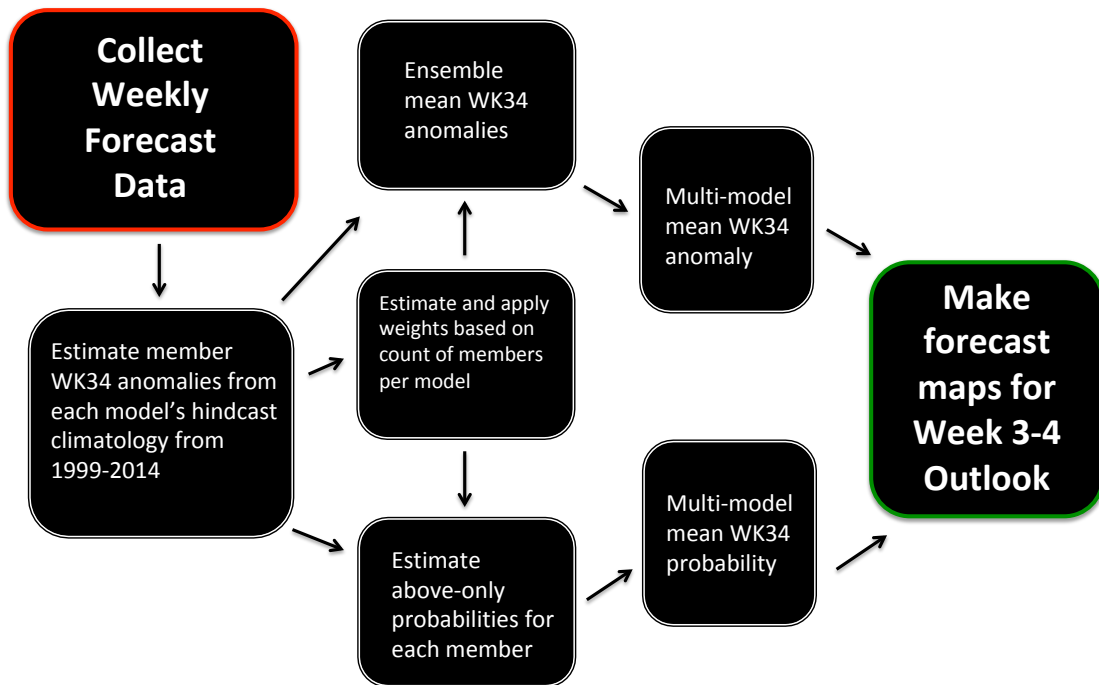 Collect
Weekly
Forecast
Data
Estimate member
WK34 anomalies from
each model’s hindcast
climatology from
1999-2014
Ensemble
mean WK34
anomalies
Estimate and apply
weights based on
count of members
per model
Estimate
above-only
probabilities for
each member
Multi-model
mean WK34
anomaly
Multi-model
mean WK34
probability
Make
forecast
maps for
Week 3-4
Outlook